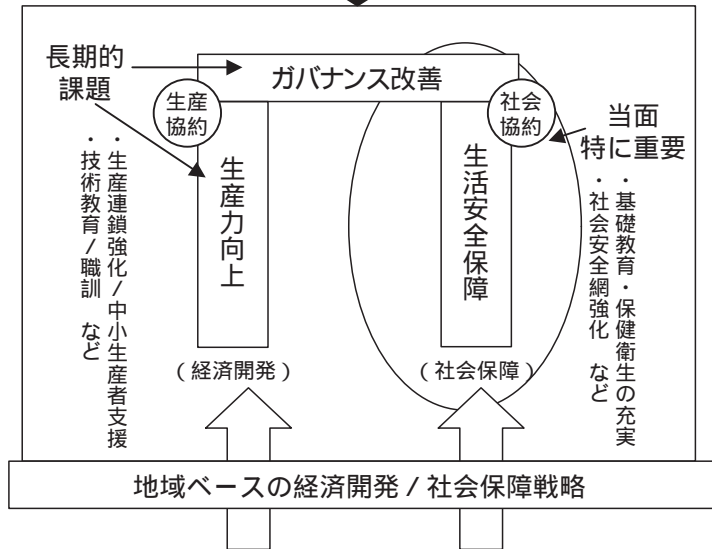 長期的
課題
ガバナンス改善
生産
協約
社会
協約
当面
特に重要
・生産連鎖強化/中小生産者支援
・技術教育/職訓 など
生産力向上
生活安全保障
・基礎教育・保健衛生の充実
・社会安全網強化 など
(経済開発)
(社会保障)
地域ベースの経済開発/社会保障戦略